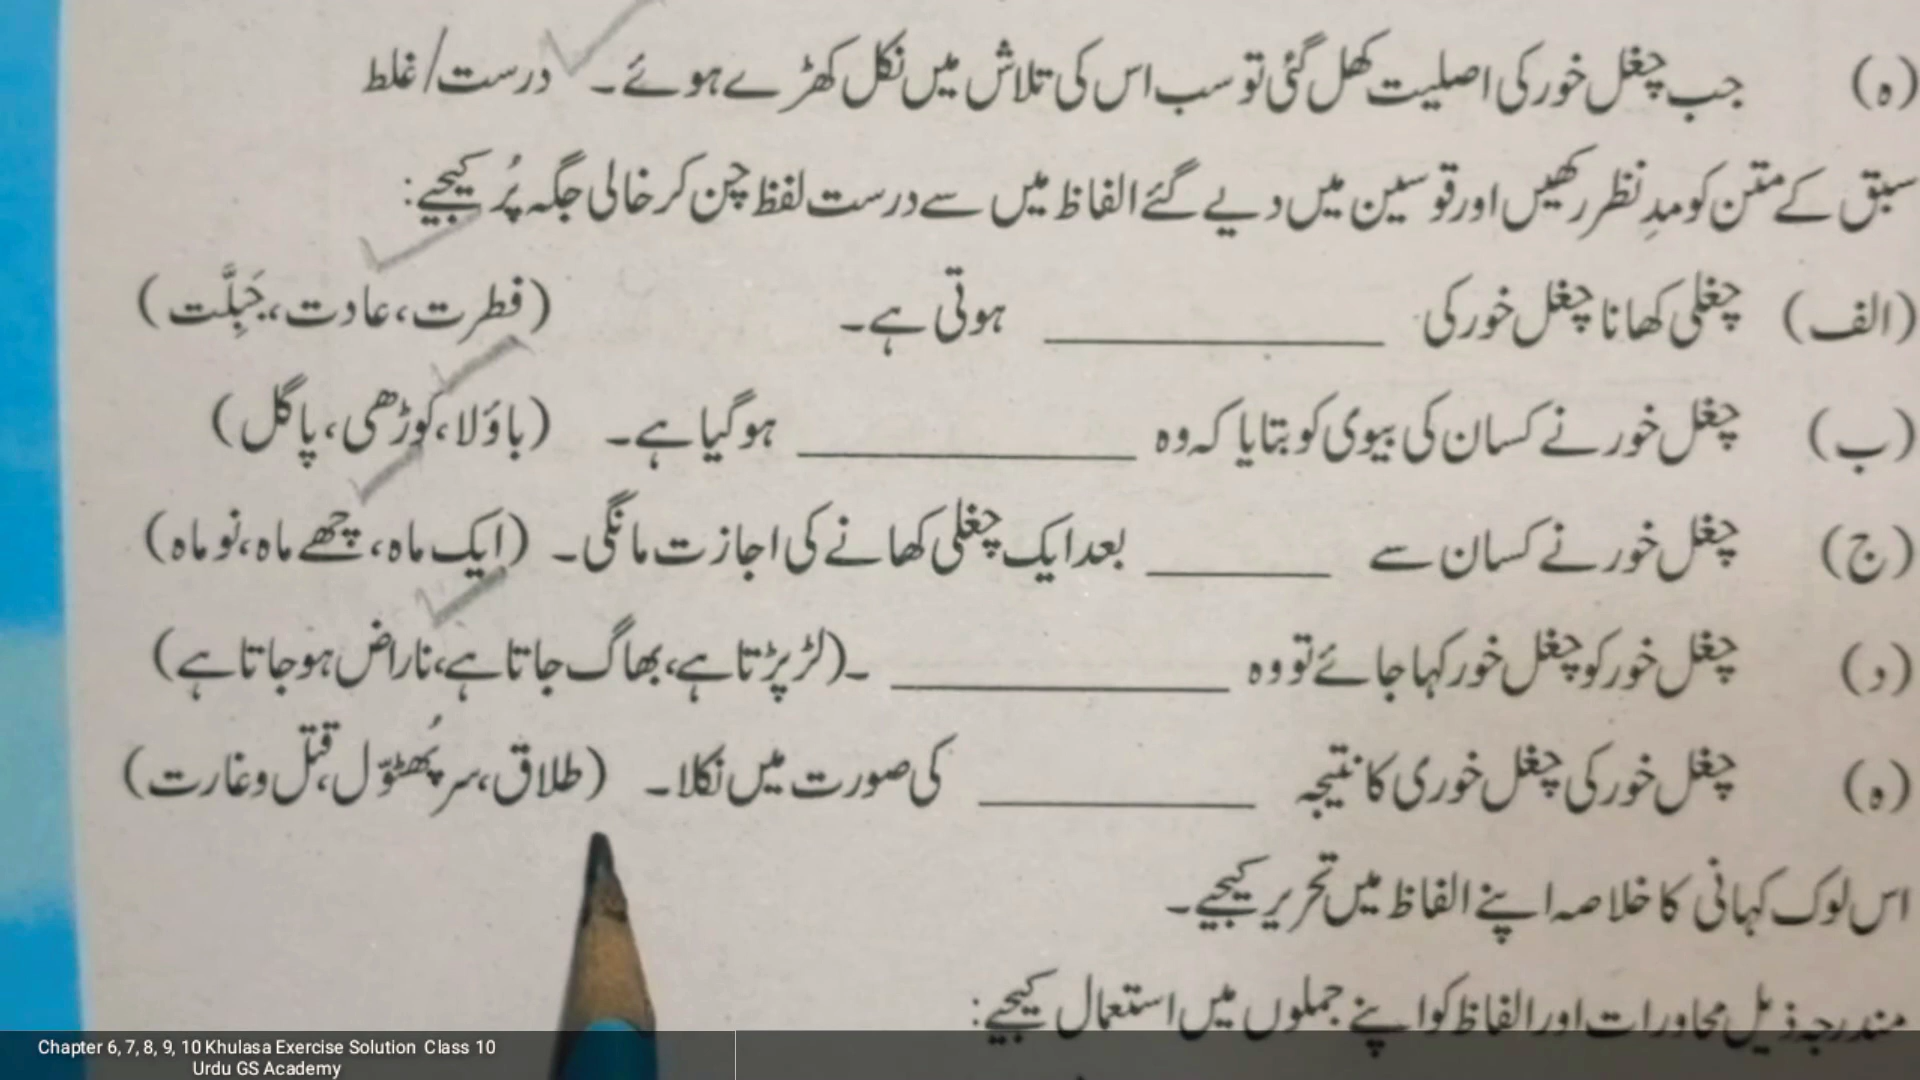 (ہ) جب چغل خور کی اصلیت کھل گئی تو سب اس کی تلاش میں نکل کھڑے ہوئے۔ درست/غلط
سبق کے متن کو مدِ نظر رکھیں اور قوسین میں دیے گئے الفاظ میں سے درست لفظ چن کر خالی جگہ پُر کیجیے:
(الف) چغلی کھانا چغل خور کی ____________ ہوتی ہے۔ (فطرت، عادت، جَبِلَّت)
(ب) چغل خور نے کسان کی بیوی کو بتایا کہ وہ ____________ ہو گیا ہے۔ (باؤلا، کوڑھی، پاگل)
(ج) چغل خور نے کسان سے ______ بعد ایک چغلی کھانے کی اجازت مانگی۔ (ایک ماہ، چھے ماہ، نو ماہ)
(د) چغل خور کو چغل خور کہا جائے تو وہ ____________ ۔(لڑ پڑتا ہے، بھاگ جاتا ہے، ناراض ہو جاتا ہے)
(ہ) چغل خور کی چغل خوری کا نتیجہ __________ کی صورت میں نکلا۔ (طلاق، سر پُھٹوّل، قتل و غارت)
اس لوک کہانی کا خلاصہ اپنے الفاظ میں تحریر کیجیے۔
مندرجہ ذیل محاورات اور الفاظ کو اپنے جملوں میں استعمال کیجیے:
Chapter 6, 7, 8, 9, 10 Khulasa Exercise Solution Class 10
Urdu GS Academy